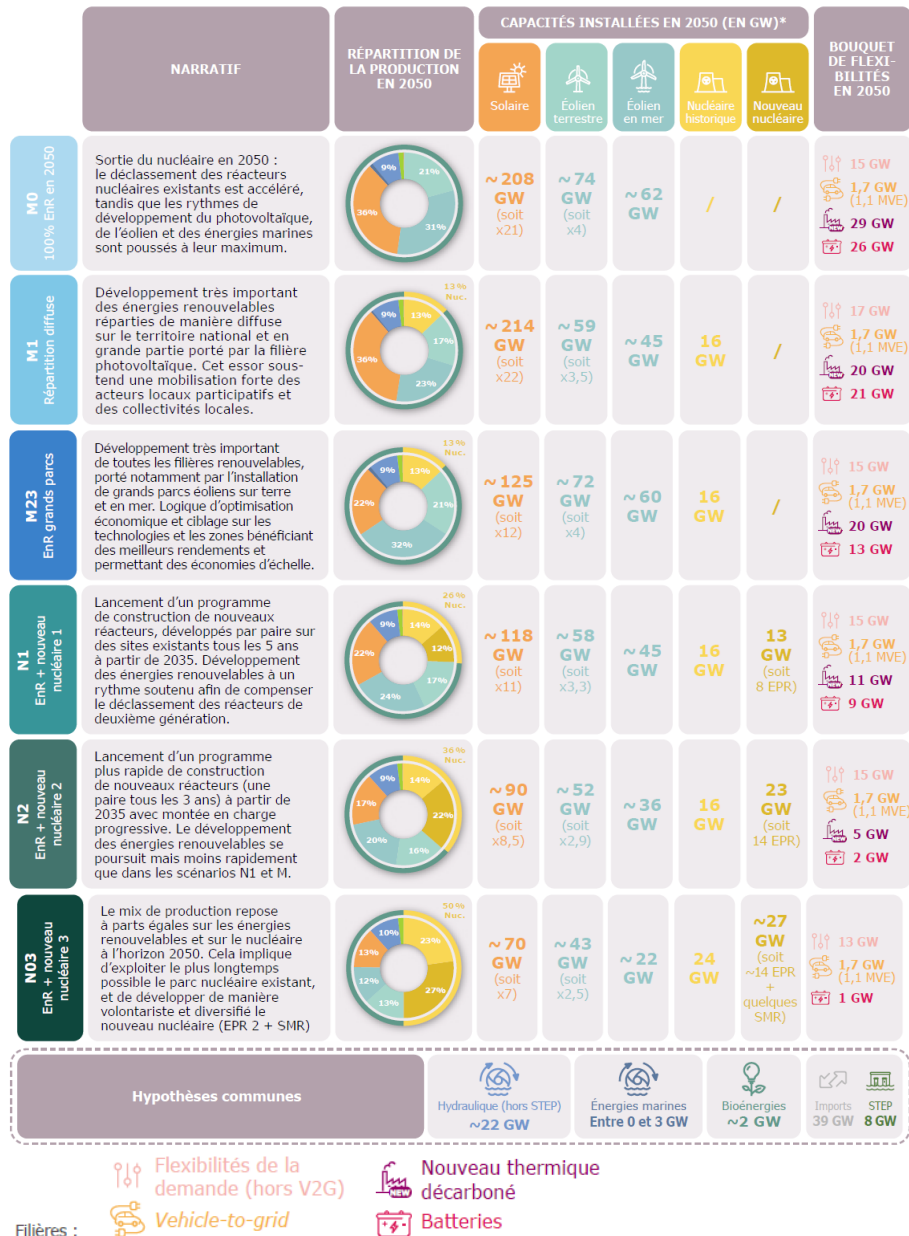 CAPACITÉS INSTALLÉES EN 2050 (EN GW)*
NARRATIF
RÉPARTITION DE
LA PRODUCTION
EN 2050
Solaire
Éolien
terrestre
Éolien
en mer
Nucléaire
historique
Nouveau
nucléaire
BOUQUET
DE FLEXI-
BILITÉS
EN 2050
M0
100% EnR en 2050
Sortie du nucléaire en 2050 :
le déclassement des réacteurs
nucléaires existants est accéléré,
tandis que les rythmes de
développement du photovoltaïque,
de l'éolien et des énergies marines
sont poussés à leur maximum.
9%
21%
36%
31%
~208
GW
(soit
x21)
~74
GW
(soit
x4)
~62
GW
/
/
15 GW
1,7 GW
(1,1 MVE)
NEW
29 GW
26 GW
M1
Répartition diffuse
Développement très important
des énergies renouvelables
réparties de manière diffuse
sur le territoire national et en
grande partie porté par la filière
photovoltaïque. Cet essor sous-
tend une mobilisation forte des
acteurs locaux participatifs et
des collectivités locales.
13%
Nuc.
9%
13%
17%
36%
23%
~214
GW
(soit
x22)
~59
GW
(soit
x3,5)
~45
GW
16
GW
/
17 GW
1,7 GW
(1,1 MVE)
NEW
20 GW
21 GW
M23
EnR grands parcs
Développement très important
de toutes les filières renouvelables,
porté notamment par l'installation
de grands parcs éoliens sur terre
et en mer. Logique d'optimisation
économique et ciblage sur les
technologies et les zones bénéficiant
des meilleurs rendements et
permettant des économies d'échelle.
13%
Nuc.
9%
13%
22%
21%
32%
~125
GW
(soit
x12)
~72
GW
(soit
x4)
~60
GW
16
GW
/
15 GW
1,7 GW
(1,1 MVE)
NEW
20 GW
13 GW
N1
EnR + nouveau
nucléaire 1
Lancement d'un programme
de construction de nouveaux
réacteurs, développés par paire sur
des sites existants tous les 5 ans
à partir de 2035. Développement
des énergies renouvelables à un
rythme soutenu afin de compenser
le déclassement des réacteurs de
deuxième génération.
26%
Nuc.
9%
14%
22%
12%
24%
17%
~118
GW
(soit
x11)
~58
GW
(soit
x3,3)
~45
GW
16
GW
13
GW
(soit
8 EPR)
15 GW
1,7 GW
(1,1 MVE)
NEW
11 GW
9 GW
N2
EnR + nouveau
nucléaire 2
Lancement d'un programme
plus rapide de construction
de nouveaux réacteurs (une
paire tous les 3 ans) à partir de
2035 avec montée en charge
progressive. Le développement
des énergies renouvelables se
poursuit mais moins rapidement
que dans les scénarios N1 et M.
36%
Nuc.
9%
14%
17%
22%
20%
16%
~90
GW
(soit
x8,5)
~52
GW
(soit
x2,9)
~36
GW
16
GW
23
GW
(soit
14 EPR)
15 GW
1,7 GW
(1,1 MVE)
NEW
5 GW
2 GW
N03
EnR + nouveau
nucléaire 3
Le mix de production repose
à parts égales sur les énergies
renouvelables et sur le nucléaire
à l'horizon 2050. Cela implique
d'exploiter le plus longtemps
possible le parc nucléaire existant,
et de développer de manière
volontariste et diversifié le
nouveau nucléaire (EPR 2 + SMR)
50%
Nuc.
10%
23%
13%
12%
27%
13%
~70
GW
(soit
x7)
~43
GW
(soit
x2,5)
~22
GW
24
GW
~27
GW
(soit
~14 EPR
+
quelques
SMR)
13 GW
1,7 GW
(1,1 MVE)
1 GW
Hypothèses communes
Hydraulique (hors STEP)
~22 GW
Énergies marines
Entre 0 et 3 GW
Bioénergies
~2 GW
Imports
39 GW
STEP
8 GW
Filières :
Flexibilités de la
demande (hors V2G)
Vehicle-to-grid
NEW
Nouveau thermique
décarboné
Batteries